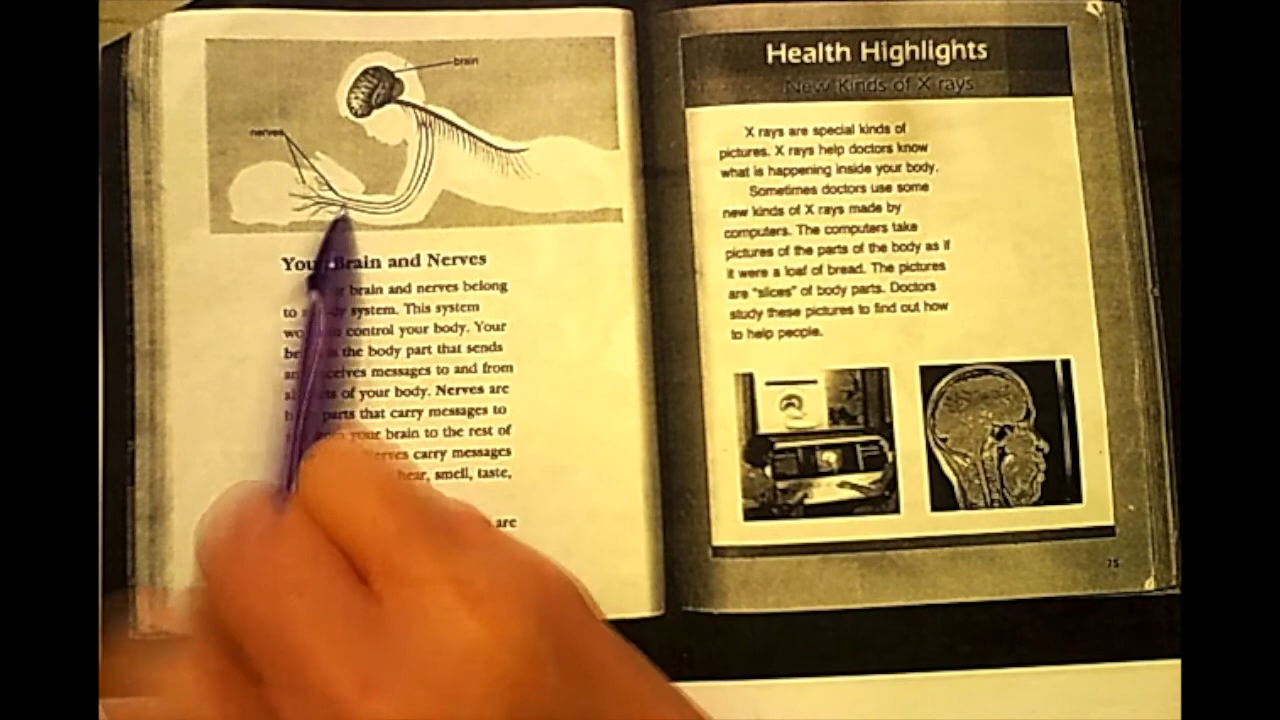 brain
nerves
Your Brain and Nerves
brain and nerves belong
to system. This system
to control your body. Your
the body part that sends
receives messages to and from
of your body. Nerves are
parts that carry messages to
your brain to the rest of
Nerves carry messages
hear, smell, taste,
are
Health Highlights
New Kinds of X rays
X rays are special kinds of
pictures. X rays help doctors know
what is happening inside your body.
Sometimes doctors use some
new kinds of X rays made by
computers. The computers take
pictures of the parts of the body as if
it were a loaf of bread. The pictures
are "slices" of body parts. Doctors
study these pictures to find out how
to help people.
75